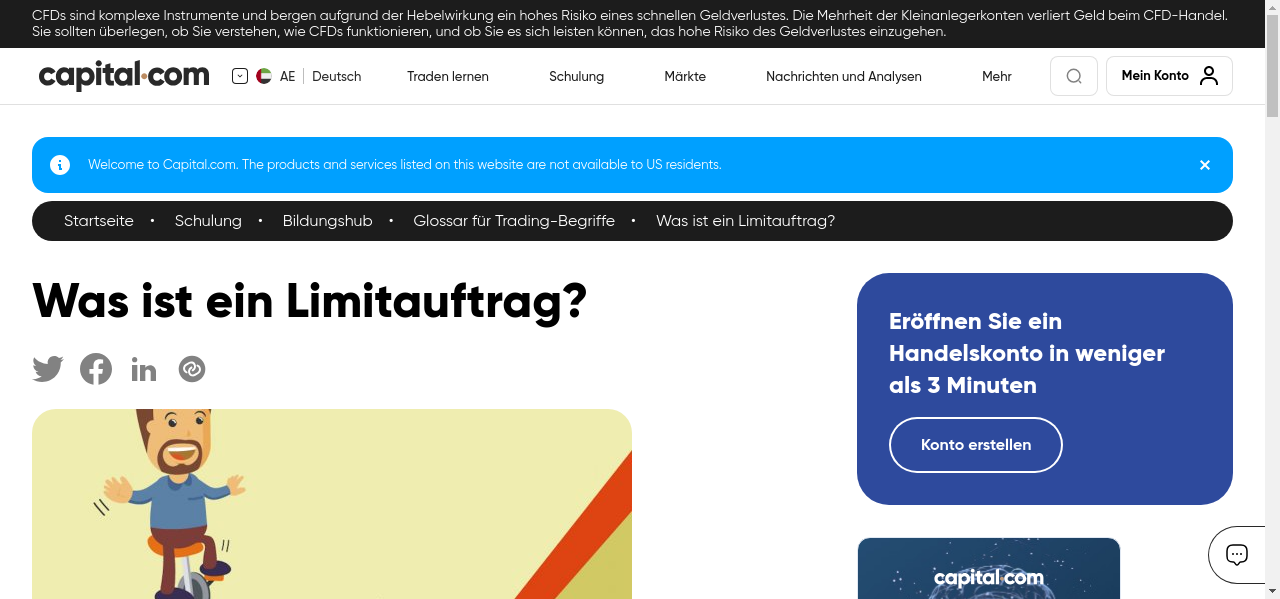 CFDs sind komplexe Instrumente und bergen aufgrund der Hebelwirkung ein hohes Risiko eines schnellen Geldverlustes. Die Mehrheit der Kleinanlegerkonten verliert Geld beim CFD-Handel.
Sie sollten überlegen, ob Sie verstehen, wie CFDs funktionieren, und ob Sie es sich leisten können, das hohe Risiko des Geldverlustes einzugehen.
capital.com AE Deutsch Traden lernen Schulung Märkte Nachrichten und Analysen Mehr Mein Konto
Welcome to Capital.com. The products and services listed on this website are not available to US residents.
Startseite • Schulung • Bildungshub • Glossar für Trading-Begriffe • Was ist ein Limitauftrag?
Was ist ein Limitauftrag?
Eröffnen Sie ein
Handelskonto in weniger
als 3 Minuten
Konto erstellen
capital.com